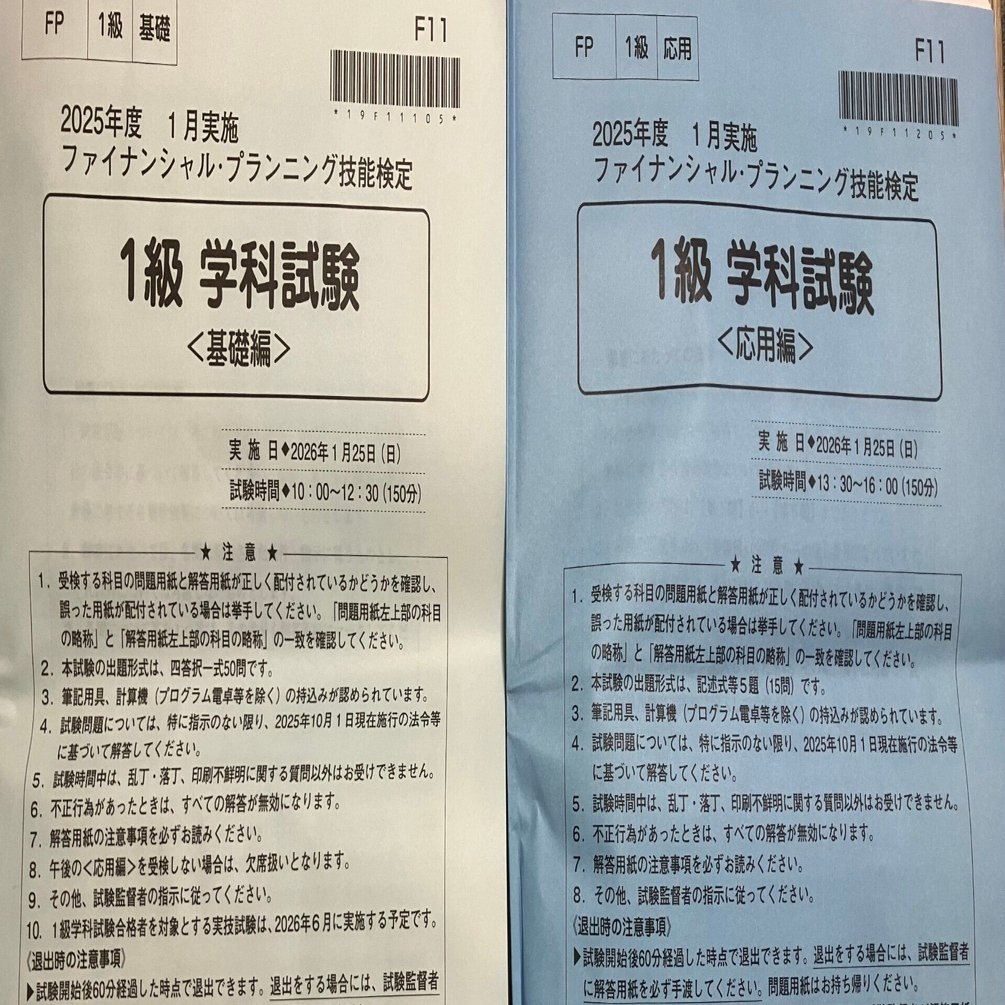 FP 1級 基礎
F11
*19F11105*
2025年度 1月実施
ファイナンシャル・プランニング技能検定
1級 学科試験
<基礎編>
実施日◆2026年1月25日(日)
試験時間◆10:00~12:30(150分)
★注意★
1. 受検する科目の問題用紙と解答用紙が正しく配付されているかどうかを確認し、
誤った用紙が配付されている場合は挙手してください。「問題用紙左上部の科目
の略称」と「解答用紙左上部の科目の略称」の一致を確認してください。
2. 本試験の出題形式は、四答択一式50問です。
3. 筆記用具、計算機(プログラム電卓等を除く)の持込みが認められています。
4. 試験問題については、特に指示のない限り、2025年10月1日現在施行の法令等
に基づいて解答してください。
5. 試験時間中は、乱丁・落丁、印刷不鮮明に関する質問以外はお受けできません。
6. 不正行為があったときは、すべての解答が無効になります。
7. 解答用紙の注意事項を必ずお読みください。
8. 午後の<応用編>を受検しない場合は、欠席扱いとなります。
9. その他、試験監督者の指示に従ってください。
10. 1級学科試験合格者を対象とする実技試験は、2026年6月に実施する予定です。
〈退出時の注意事項〉
▶試験開始後60分経過した時点で退出できます。退出をする場合には、試験監督者
FP 1級 応用
F11
*19F11205*
2025年度 1月実施
ファイナンシャル・プランニング技能検定
1級 学科試験
<応用編>
実施日◆2026年1月25日(日)
試験時間◆13:30~16:00(150分)
★注意★
1. 受検する科目の問題用紙と解答用紙が正しく配付されているかどうかを確認し、
誤った用紙が配付されている場合は挙手してください。「問題用紙左上部の科目
の略称」と「解答用紙左上部の科目の略称」の一致を確認してください。
2. 本試験の出題形式は、記述式等5題(15問)です。
3. 筆記用具、計算機(プログラム電卓等を除く)の持込みが認められています。
4. 試験問題については、特に指示のない限り、2025年10月1日現在施行の法令等
に基づいて解答してください。
5. 試験時間中は、乱丁・落丁、印刷不鮮明に関する質問以外はお受けできません。
6. 不正行為があったときは、すべての解答が無効になります。
7. 解答用紙の注意事項を必ずお読みください。
8. その他、試験監督者の指示に従ってください。
〈退出時の注意事項〉
▶試験開始後60分経過した時点で退出できます。退出をする場合には、試験監督者
に解答用紙を必ず手渡してください。問題用紙はお持ち帰りください。